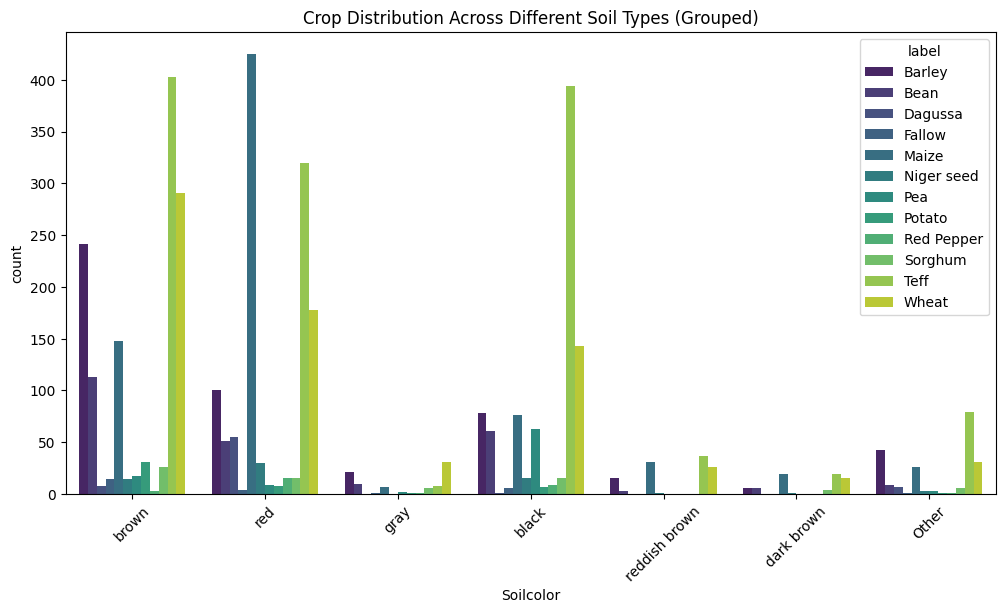 Crop Distribution Across Different Soil Types (Grouped)
label
Barley
Bean
Dagussa
Fallow
Maize
Niger seed
Pea
Potato
Red Pepper
Sorghum
Teff
Wheat
count
400
350
300
250
200
150
100
50
0
brown
red
gray
black
reddish brown
dark brown
Other
Soilcolor